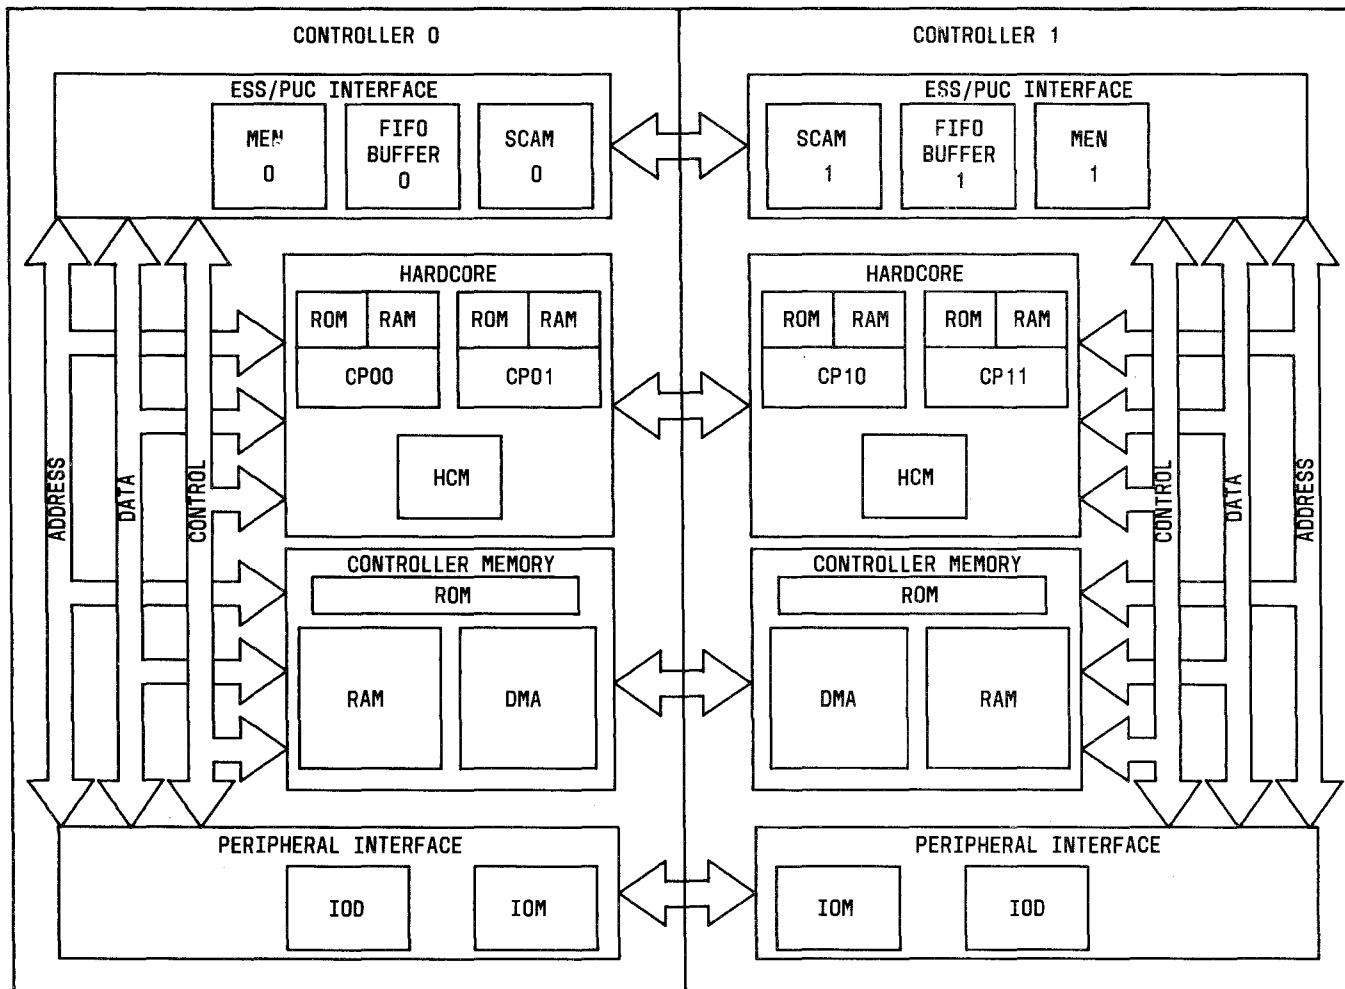 CONTROLLER 0
ESS/PUC INTERFACE
MEN
0
FIFO
BUFFER
0
SCAM
0
HARDCORE
ROM RAM
CP00
ROM RAM
CP01
HCM
ADDRESS
DATA
CONTROL
CONTROLLER MEMORY
ROM
RAM
DMA
PERIPHERAL INTERFACE
IOD
IOM
CONTROLLER 1
ESS/PUC INTERFACE
SCAM
1
FIFO
BUFFER
1
MEN
1
HARDCORE
ROM RAM
CP10
ROM RAM
CP11
HCM
CONTROL
DATA
ADDRESS
CONTROLLER MEMORY
ROM
DMA
RAM
PERIPHERAL INTERFACE
IOM
IOD